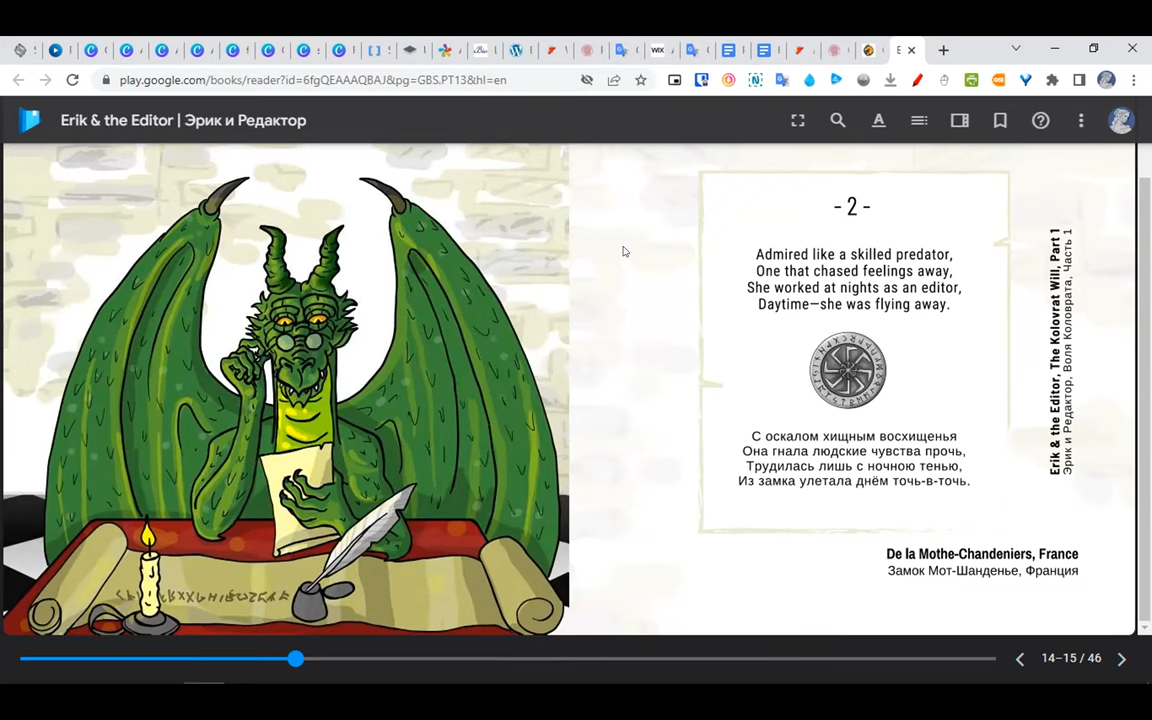 play.google.com/books/reader?id=6fgQEAAAQBAJ&pg=GBS.PT13&hl=en
Erik & the Editor | Эрик и Редактор
- 2 -
Admired like a skilled predator,
One that chased feelings away,
She worked at nights as an editor,
Daytime—she was flying away.
С оскалом хищным восхищенья
Она гнала людские чувства прочь,
Трудилась лишь с ночною тенью,
Из замка улетала днём точь-в-точь.
De la Mothe-Chandeniers, France
Замок Мот-Шанденье, Франция
Erik & the Editor, The Kolovrat Will, Part 1
Эрик и Редактор, Воля Коловрата, Часть 1
14–15 / 46